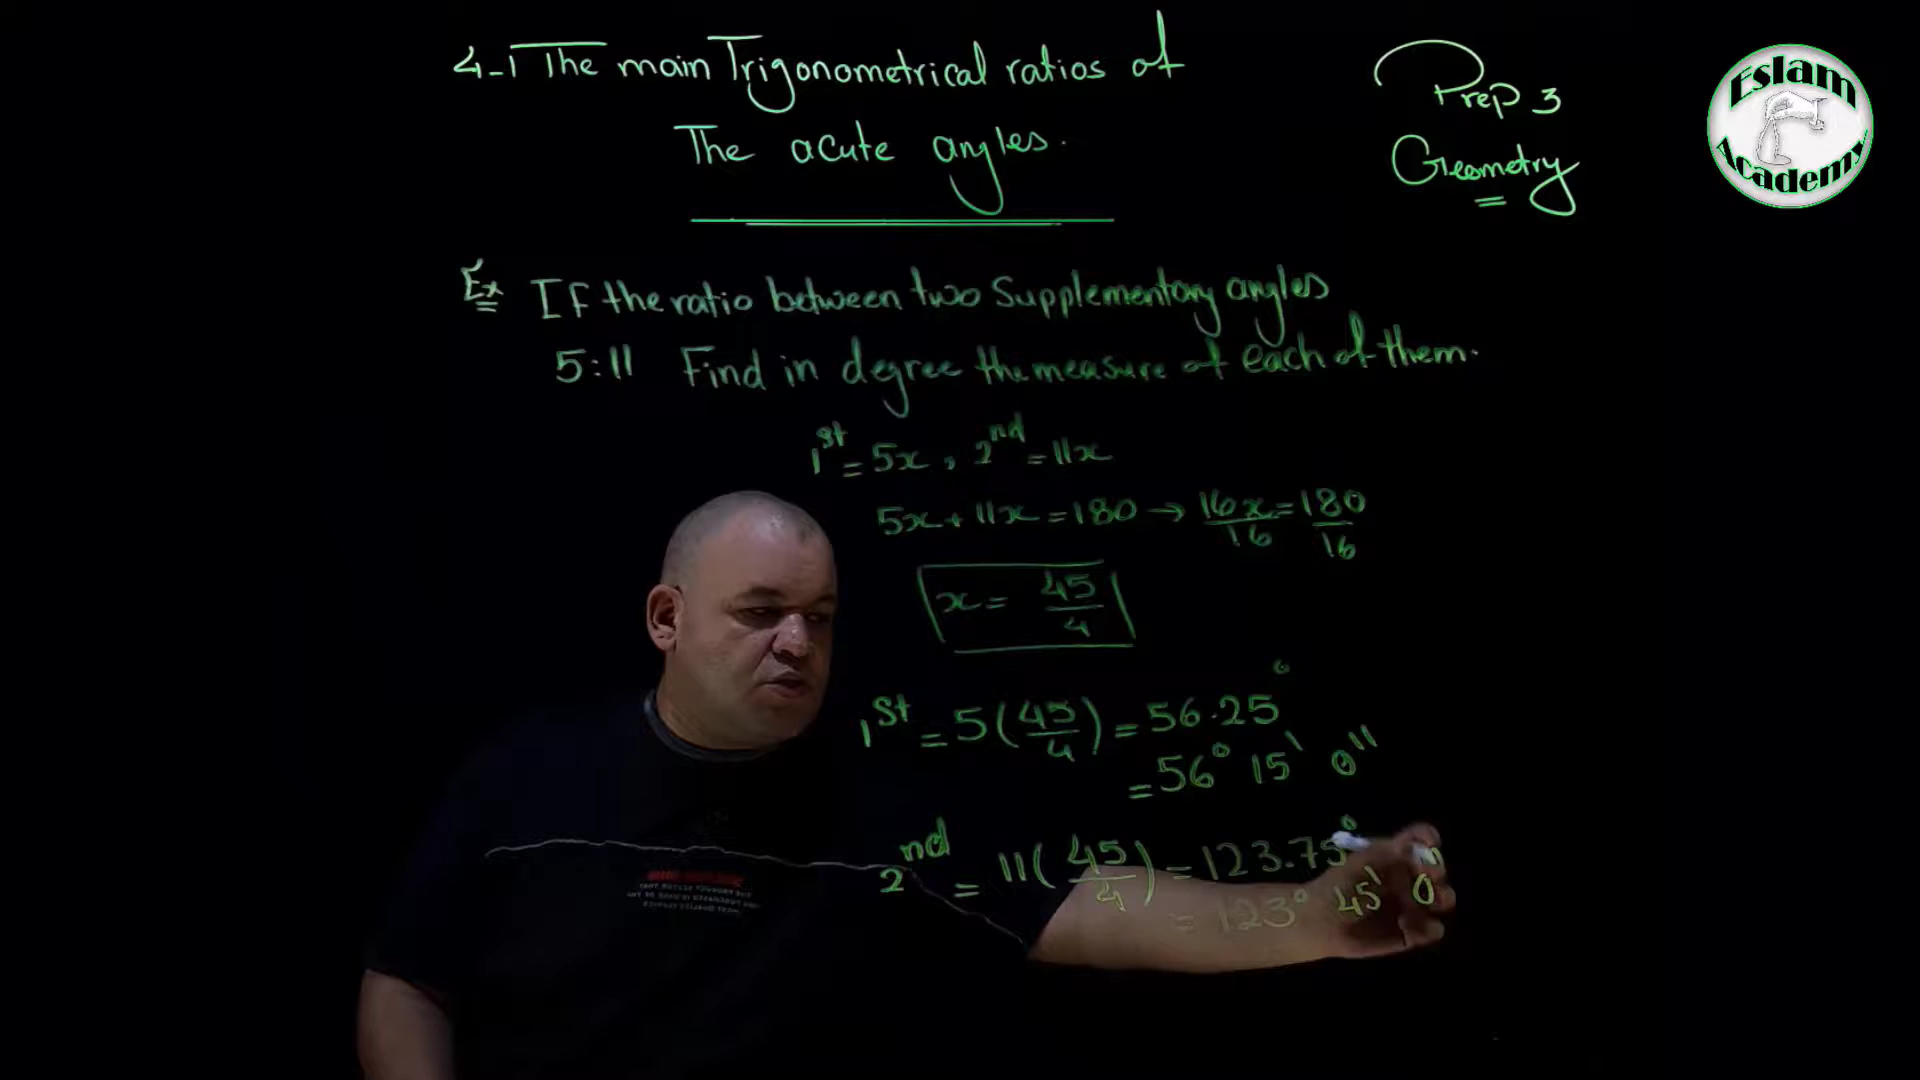 4-1 The main Trigonometrical ratios of
The acute angles.
Prep 3
Geometry
Eslam
Academy
Ex If the ratio between two Supplementary angles
5:11 Find in degree the measure of each of them.
1st = 5x, 2nd = 11x
5x + 11x = 180 → 16x/16 = 180/16
x = 45/4
1st = 5(45/4) = 56.25°
= 56° 15' 0''
2nd = 11(45/4) = 123.75°
= 123° 45' 0''